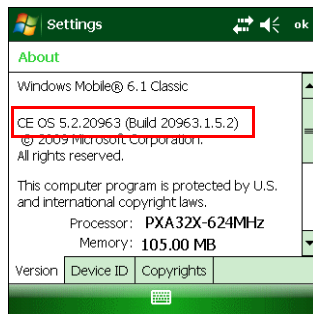 Settings
ok
About
Windows Mobile® 6.1 Classic
CE OS 5.2.20963 (Build 20963.1.5.2)
© 2009 Microsoft Corporation.
All rights reserved.
This computer program is protected by U.S.
and international copyright laws.
Processor: PXA32X-624MHz
Memory: 105.00 MB
Version Device ID Copyrights